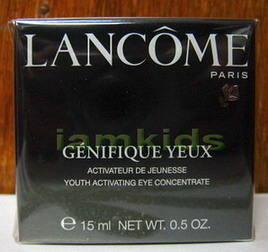 LANCÔME
PARIS
iamkids
GÉNIFIQUE YEUX
ACTIVATEUR DE JEUNESSE
YOUTH ACTIVATING EYE CONCENTRATE
℮ 15 ml NET WT. 0.5 OZ.